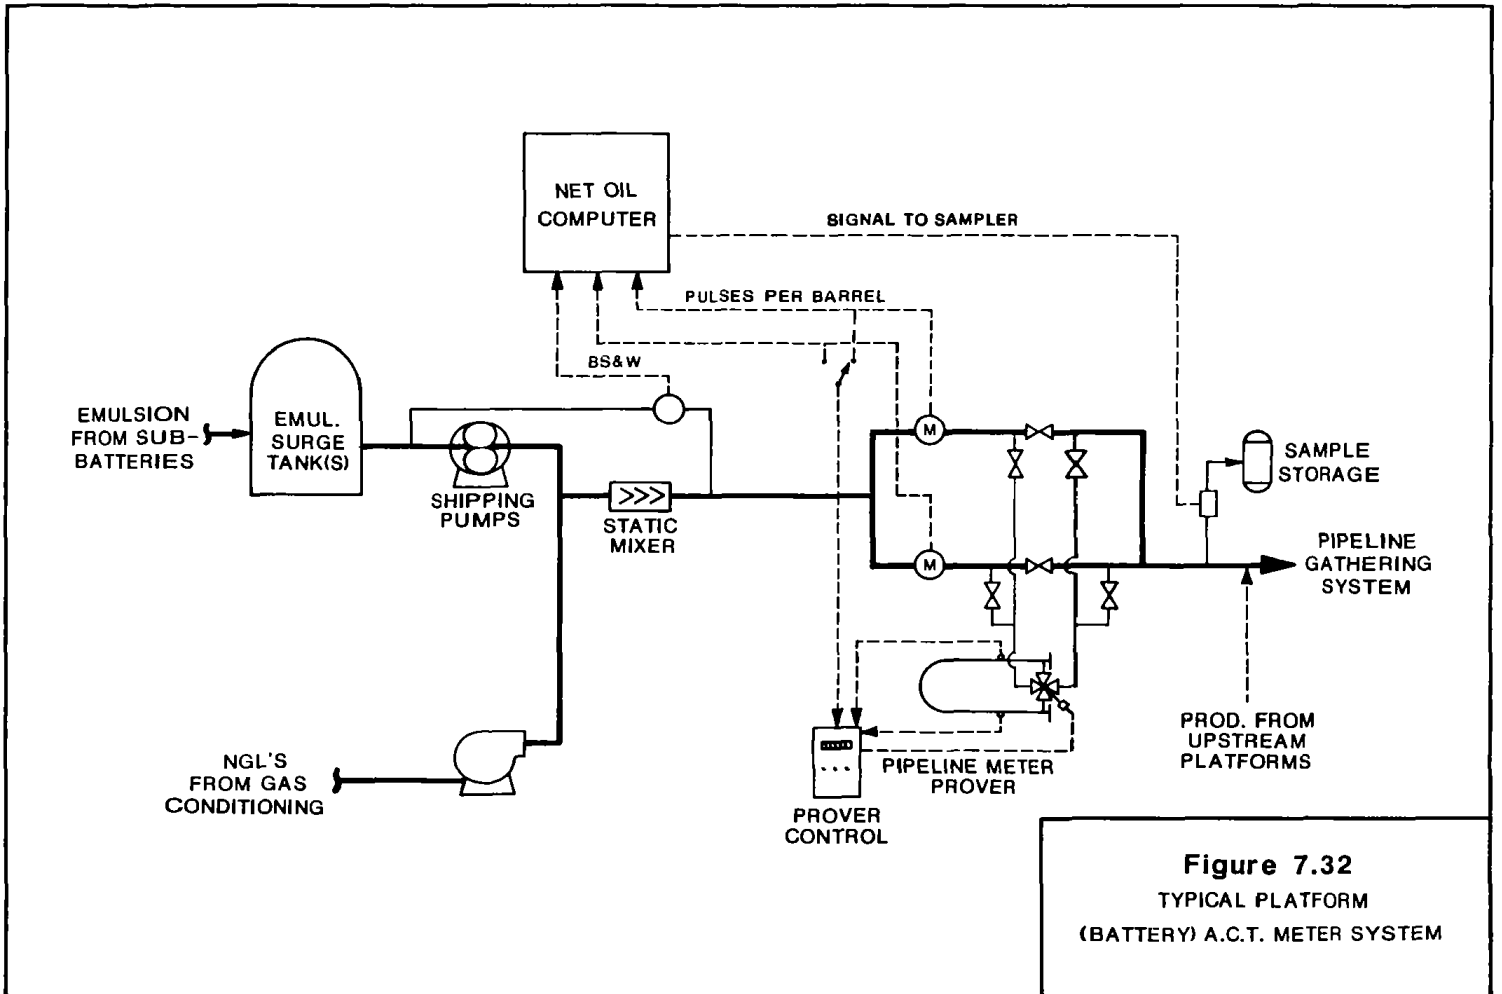 NET OIL
COMPUTER
SIGNAL TO SAMPLER
PULSES PER BARREL
BS&W
EMULSION
FROM SUB-
BATTERIES
EMUL.
SURGE
TANK(S)
SHIPPING
PUMPS
STATIC
MIXER
>>>
M
M
SAMPLE
STORAGE
PIPELINE
GATHERING
SYSTEM
PROD. FROM
UPSTREAM
PLATFORMS
NGL'S
FROM GAS
CONDITIONING
PIPELINE METER
PROVER
PROVER
CONTROL
Figure 7.32
TYPICAL PLATFORM
(BATTERY) A.C.T. METER SYSTEM